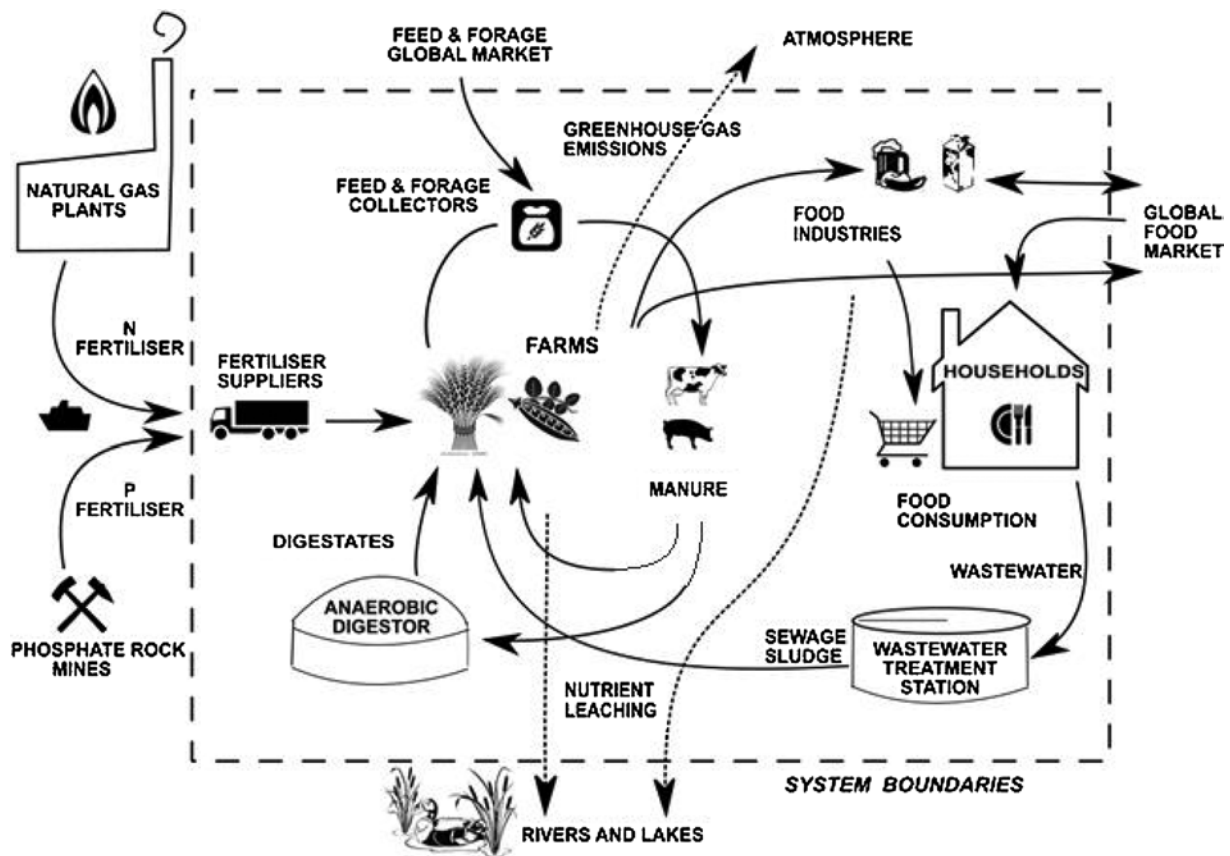 FEED & FORAGE
GLOBAL MARKET
ATMOSPHERE
GREENHOUSE GAS
EMISSIONS
NATURAL GAS
PLANTS
FEED & FORAGE
COLLECTORS
FOOD
INDUSTRIES
GLOBAL
FOOD
MARKET
N
FERTILISER
FERTILISER
SUPPLIERS
FARMS
HOUSEHOLDS
P
FERTILISER
MANURE
FOOD
CONSUMPTION
DIGESTATES
WASTEWATER
ANAEROBIC
DIGESTOR
PHOSPHATE ROCK
MINES
SEWAGE
SLUDGE
WASTEWATER
TREATMENT
STATION
NUTRIENT
LEACHING
SYSTEM BOUNDARIES
RIVERS AND LAKES